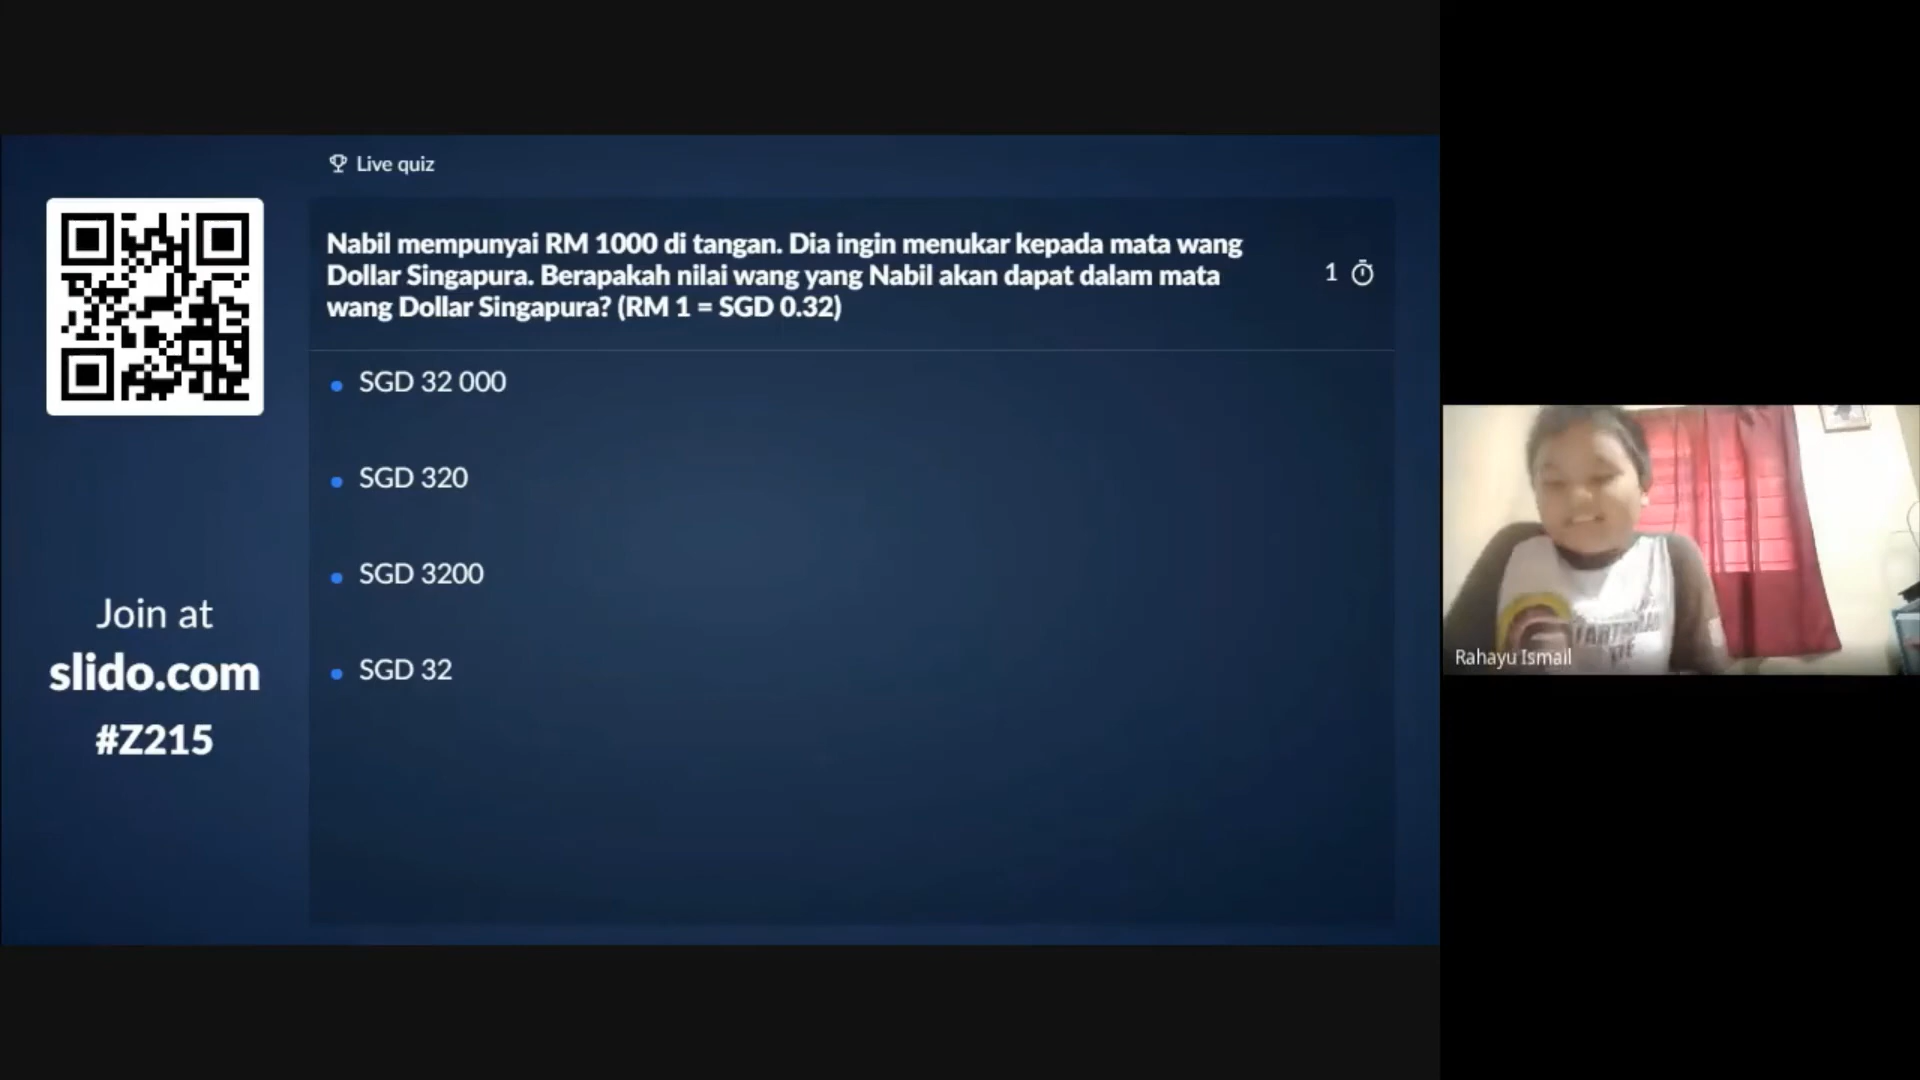 Live quiz
Nabil mempunyai RM 1000 di tangan. Dia ingin menukar kepada mata wang
Dollar Singapura. Berapakah nilai wang yang Nabil akan dapat dalam mata
wang Dollar Singapura? (RM 1 = SGD 0.32)
1
SGD 32 000
SGD 320
SGD 3200
SGD 32
Join at
slido.com
#Z215
Rahayu Ismail